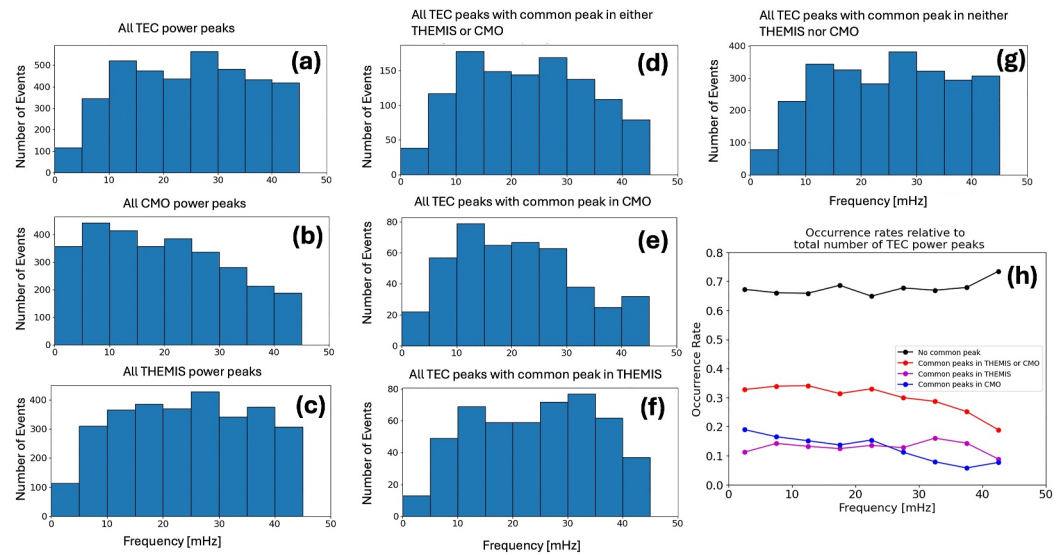 All TEC power peaks
(a)
Number of Events
500
400
300
200
100
0
0 10 20 30 40 50
All CMO power peaks
(b)
Number of Events
400
300
200
100
0
0 10 20 30 40 50
All THEMIS power peaks
(c)
Number of Events
400
300
200
100
0
0 10 20 30 40 50
Frequency [mHz]
All TEC peaks with common peak in either
THEMIS or CMO
(d)
Number of Events
150
100
50
0
0 10 20 30 40 50
All TEC peaks with common peak in CMO
(e)
Number of Events
80
60
40
20
0
0 10 20 30 40 50
All TEC peaks with common peak in THEMIS
(f)
Number of Events
80
60
40
20
0
0 10 20 30 40 50
Frequency [mHz]
All TEC peaks with common peak in neither
THEMIS nor CMO
(g)
Number of Events
400
300
200
100
0
0 10 20 30 40 50
Frequency [mHz]
Occurrence rates relative to
total number of TEC power peaks
(h)
Occurrence Rate
0.8
0.7
0.6
0.5
0.4
0.3
0.2
0.1
0.0
No common peak
Common peaks in THEMIS or CMO
Common peaks in THEMIS
Common peaks in CMO
0 10 20 30 40 50
Frequency [mHz]